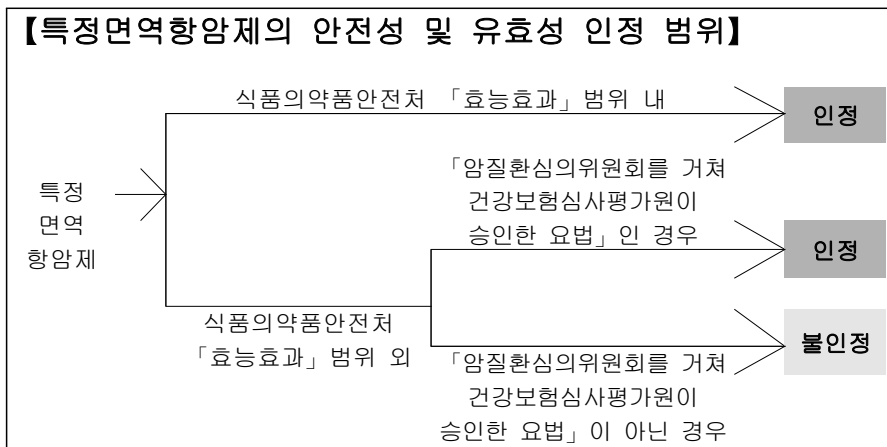 【특정면역항암제의 안전성 및 유효성 인정 범위】
식품의약품안전처 「효능효과」범위 내
인정
「암질환심의위원회를 거쳐
건강보험심사평가원이
승인한 요법」인 경우
인정
특정
면역
항암제
식품의약품안전처
「효능효과」범위 외
불인정
「암질환심의위원회를 거쳐
건강보험심사평가원이
승인한 요법」이 아닌 경우